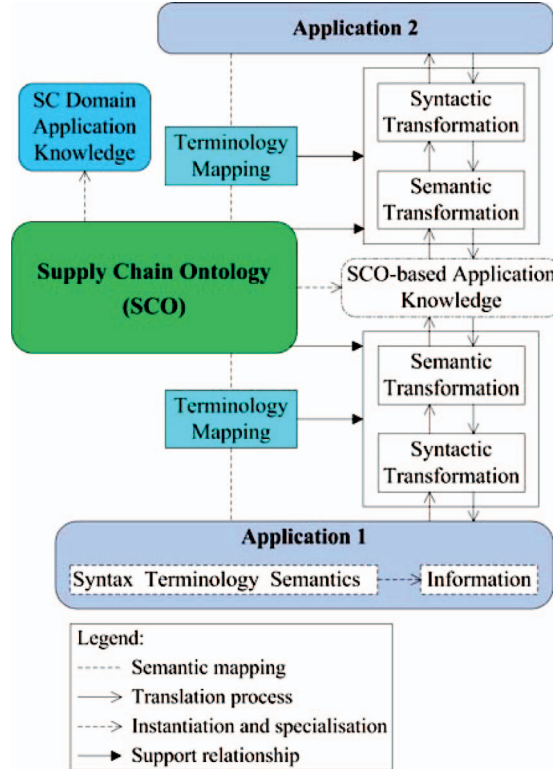 Application 2
SC Domain
Application
Knowledge
Syntactic
Transformation
Terminology
Mapping
Semantic
Transformation
Supply Chain Ontology
(SCO)
SCO-based Application
Knowledge
Semantic
Transformation
Terminology
Mapping
Syntactic
Transformation
Application 1
Syntax Terminology Semantics
Information
Legend:
Semantic mapping
Translation process
Instantiation and specialisation
Support relationship